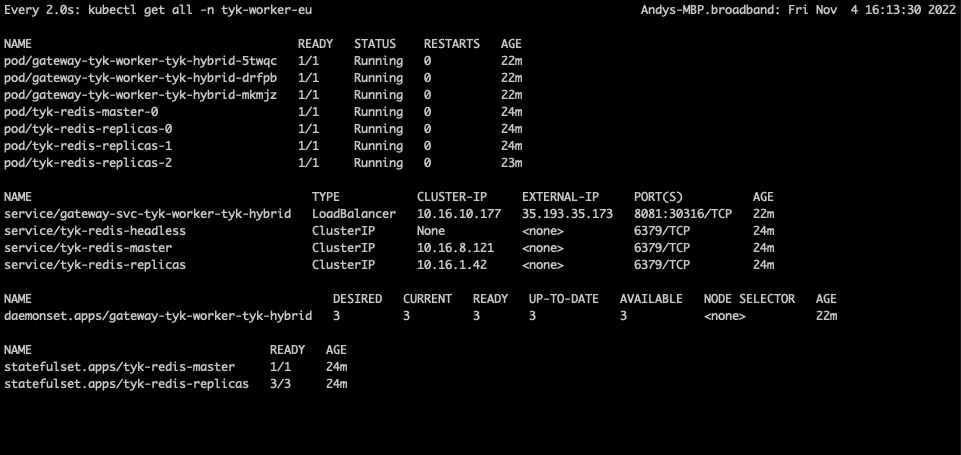 Every 2.0s: kubectl get all -n tyk-worker-eu                Andys-MBP.broadband: Fri Nov  4 16:13:30 2022
NAME                                   READY   STATUS    RESTARTS   AGE
pod/gateway-tyk-worker-tyk-hybrid-5twqc   1/1     Running   0          22m
pod/gateway-tyk-worker-tyk-hybrid-drfpb   1/1     Running   0          22m
pod/gateway-tyk-worker-tyk-hybrid-mkmjz   1/1     Running   0          22m
pod/tyk-redis-master-0                    1/1     Running   0          24m
pod/tyk-redis-replicas-0                  1/1     Running   0          24m
pod/tyk-redis-replicas-1                  1/1     Running   0          24m
pod/tyk-redis-replicas-2                  1/1     Running   0          23m
NAME                                        TYPE           CLUSTER-IP     EXTERNAL-IP     PORT(S)          AGE
service/gateway-svc-tyk-worker-tyk-hybrid   LoadBalancer   10.16.10.177   35.193.35.173   8081:30316/TCP   22m
service/tyk-redis-headless                  ClusterIP      None           <none>          6379/TCP         24m
service/tyk-redis-master                    ClusterIP      10.16.8.121    <none>          6379/TCP         24m
service/tyk-redis-replicas                  ClusterIP      10.16.1.42     <none>          6379/TCP         24m
NAME                                           DESIRED   CURRENT   READY   UP-TO-DATE   AVAILABLE   NODE SELECTOR   AGE
daemonset.apps/gateway-tyk-worker-tyk-hybrid   3         3         3       3            3           <none>          22m
NAME                                  READY   AGE
statefulset.apps/tyk-redis-master     1/1     24m
statefulset.apps/tyk-redis-replicas   3/3     24m